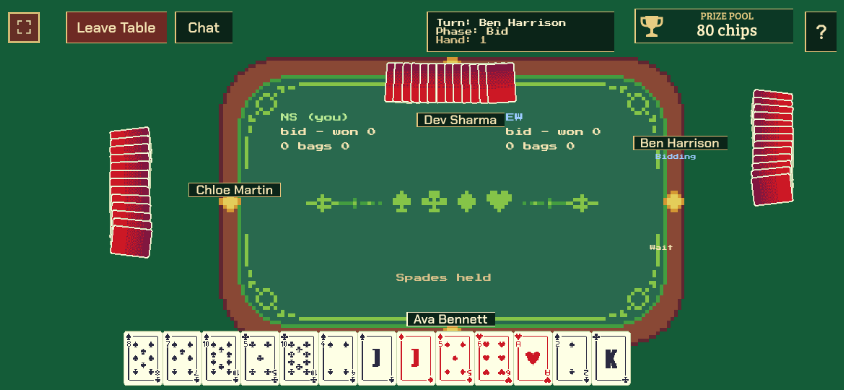 Leave Table
Chat
Turn: Ben Harrison
Phase: Bid
Hand: 1
PRIZE POOL
80 chips
?
NS (you)
bid - won 0
0 bags 0
Dev Sharma
EW
bid - won 0
0 bags 0
Ben Harrison
Bidding
Chloe Martin
Wait
Spades held
Ava Bennett
J
J
K